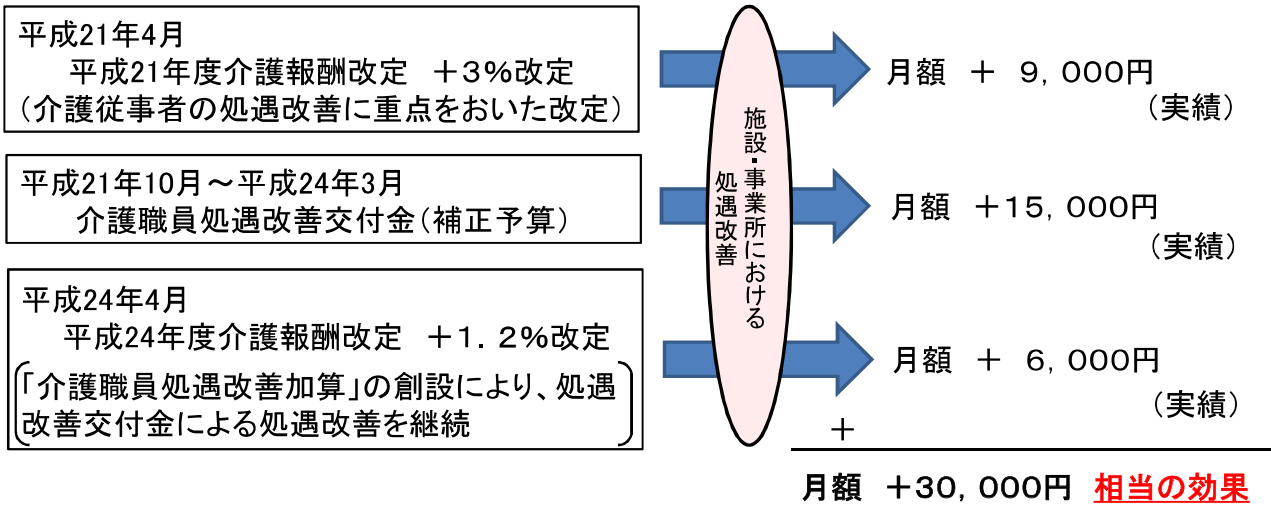 平成21年4月
平成21年度介護報酬改定　＋3％改定
（介護従事者の処遇改善に重点をおいた改定）
月額　＋　9，000円
（実績）
平成21年10月～平成24年3月
介護職員処遇改善交付金（補正予算）
月額　＋15，000円
（実績）
平成24年4月
平成24年度介護報酬改定　＋1．2％改定
「介護職員処遇改善加算」の創設により、処遇
改善交付金による処遇改善を継続
月額　＋　6，000円
（実績）
施設・事業所における
処遇改善
＋
月額　＋30，000円　相当の効果